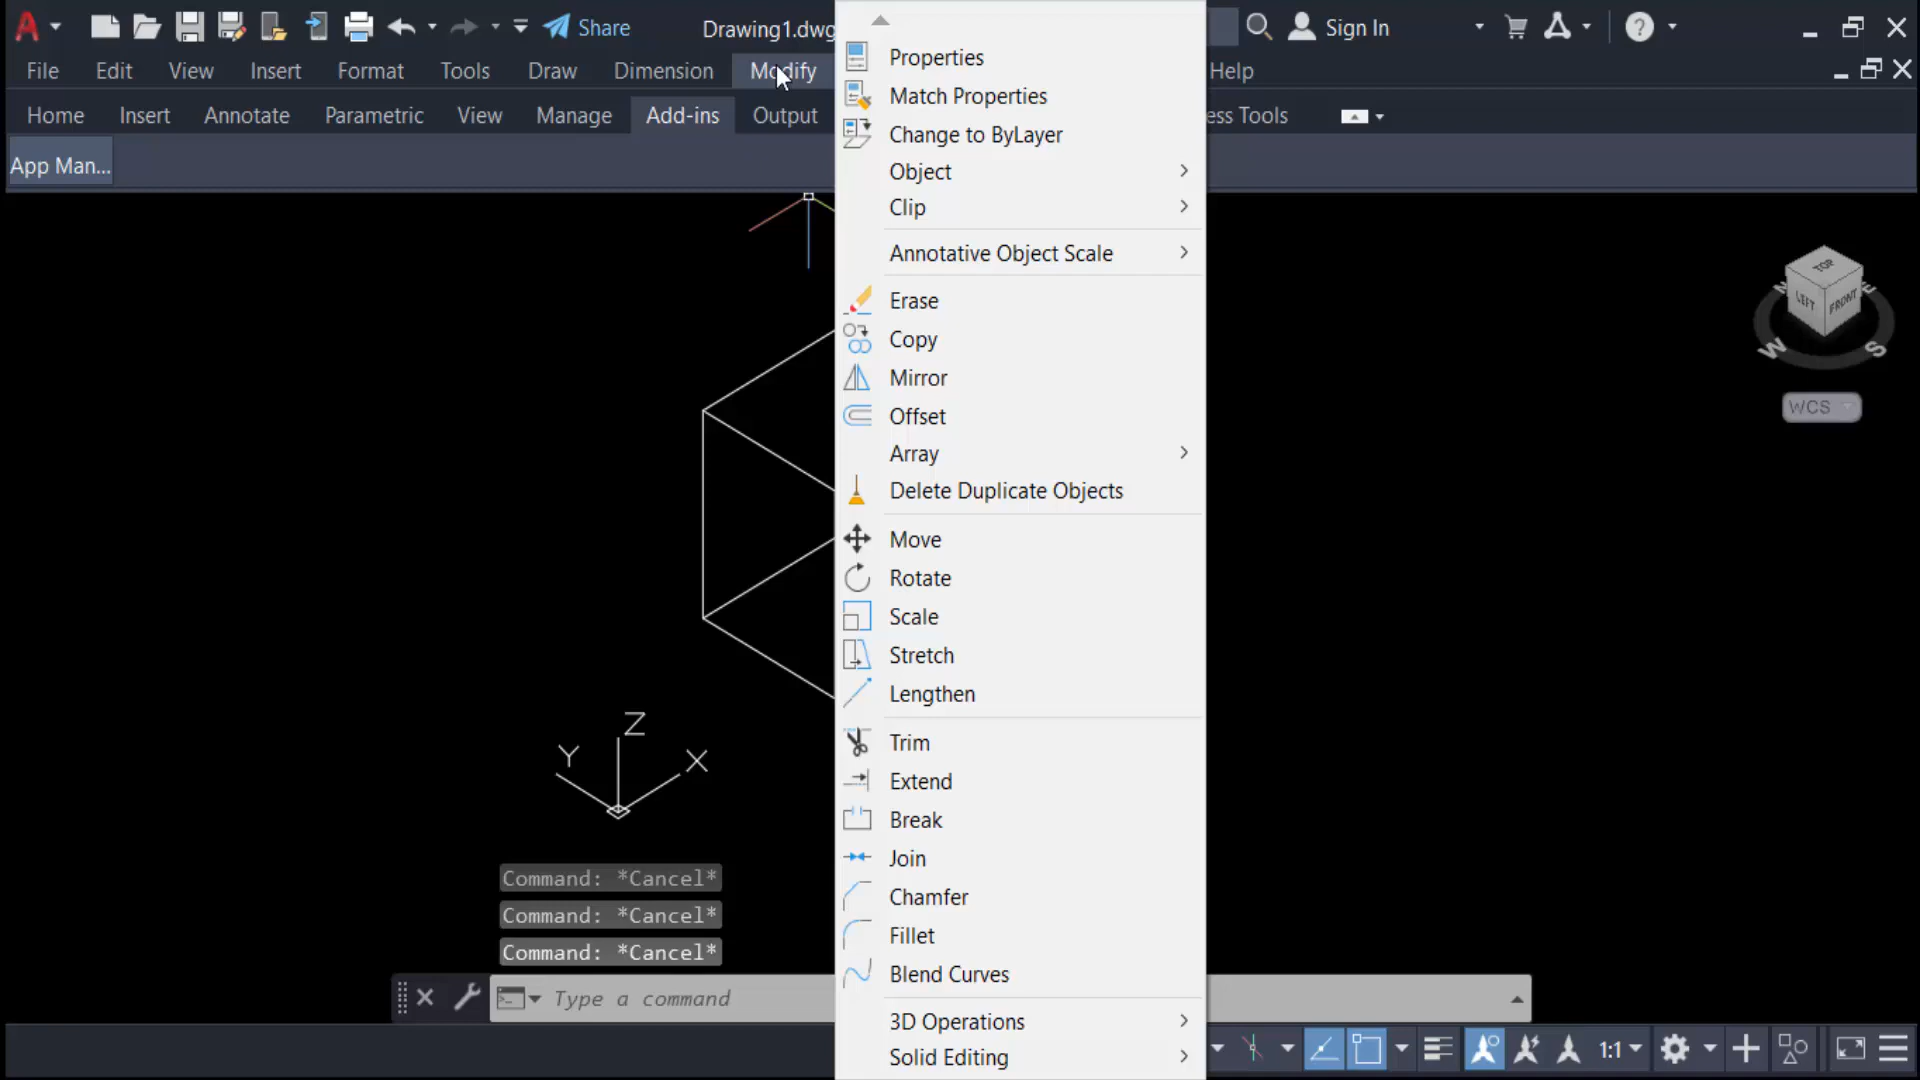 Share
Drawing1.dwg
Sign In
File Edit View Insert Format Tools Draw Dimension Modify Help
Home Insert Annotate Parametric View Manage Add-ins Output ess Tools
App Man...
Properties
Match Properties
Change to ByLayer
Object
Clip
Annotative Object Scale
Erase
Copy
Mirror
Offset
Array
Delete Duplicate Objects
Move
Rotate
Scale
Stretch
Lengthen
Trim
Extend
Break
Join
Chamfer
Fillet
Blend Curves
3D Operations
Solid Editing
TOP
LEFT FRONT
N E
W S
WCS
Z
Y X
Command: *Cancel*
Command: *Cancel*
Command: *Cancel*
Type a command
1:1